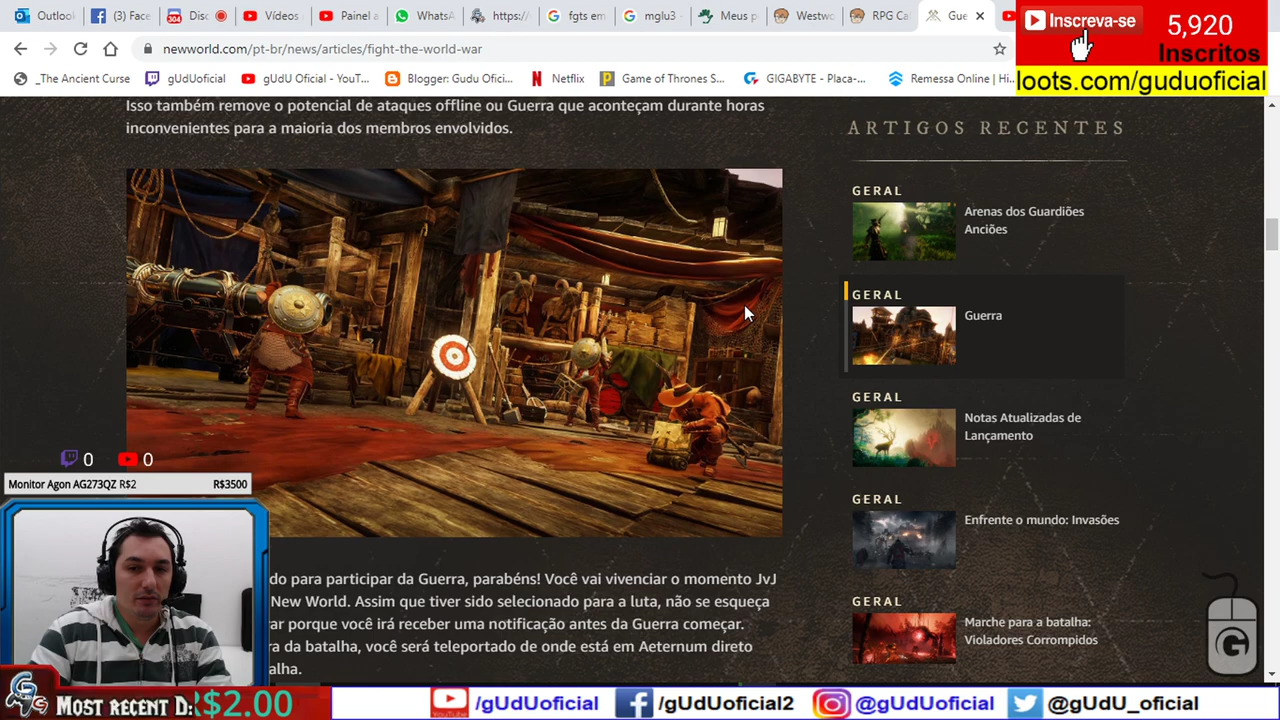 Outloo
(3) Face
304
Disc
Vídeos
Painel a
WhatsA
https:/
fgts em
mglu3
Meus p
Westwo
RPG Ca
Gue
Inscreva-se
5,920
Inscritos
newworld.com/pt-br/news/articles/fight-the-world-war
_The Ancient Curse
gUdUoficial
gUdU Oficial - YouT...
Blogger: Gudu Ofici...
Netflix
Game of Thrones S...
GIGABYTE - Placa-...
Remessa Online | Hi...
loots.com/guduoficial
Isso também remove o potencial de ataques offline ou Guerra que aconteçam durante horas
inconvenientes para a maioria dos membros envolvidos.
ARTIGOS RECENTES
GERAL
Arenas dos Guardiões
Anciões
GERAL
Guerra
GERAL
Notas Atualizadas de
Lançamento
GERAL
Enfrente o mundo: Invasões
GERAL
Marche para a batalha:
Violadores Corrompidos
0
0
Monitor Agon AG273QZ R$2
R$3500
do para participar da Guerra, parabéns! Você vai vivenciar o momento JvJ
New World. Assim que tiver sido selecionado para a luta, não se esqueça
ar porque você irá receber uma notificação antes da Guerra começar.
ra da batalha, você será teleportado de onde está em Aeternum direto
alha.
G
MOST RECENT D:
R$2.00
YouTube
/gUdUoficial
/gUdUoficial2
@gUdUoficial
@gUdU_oficial